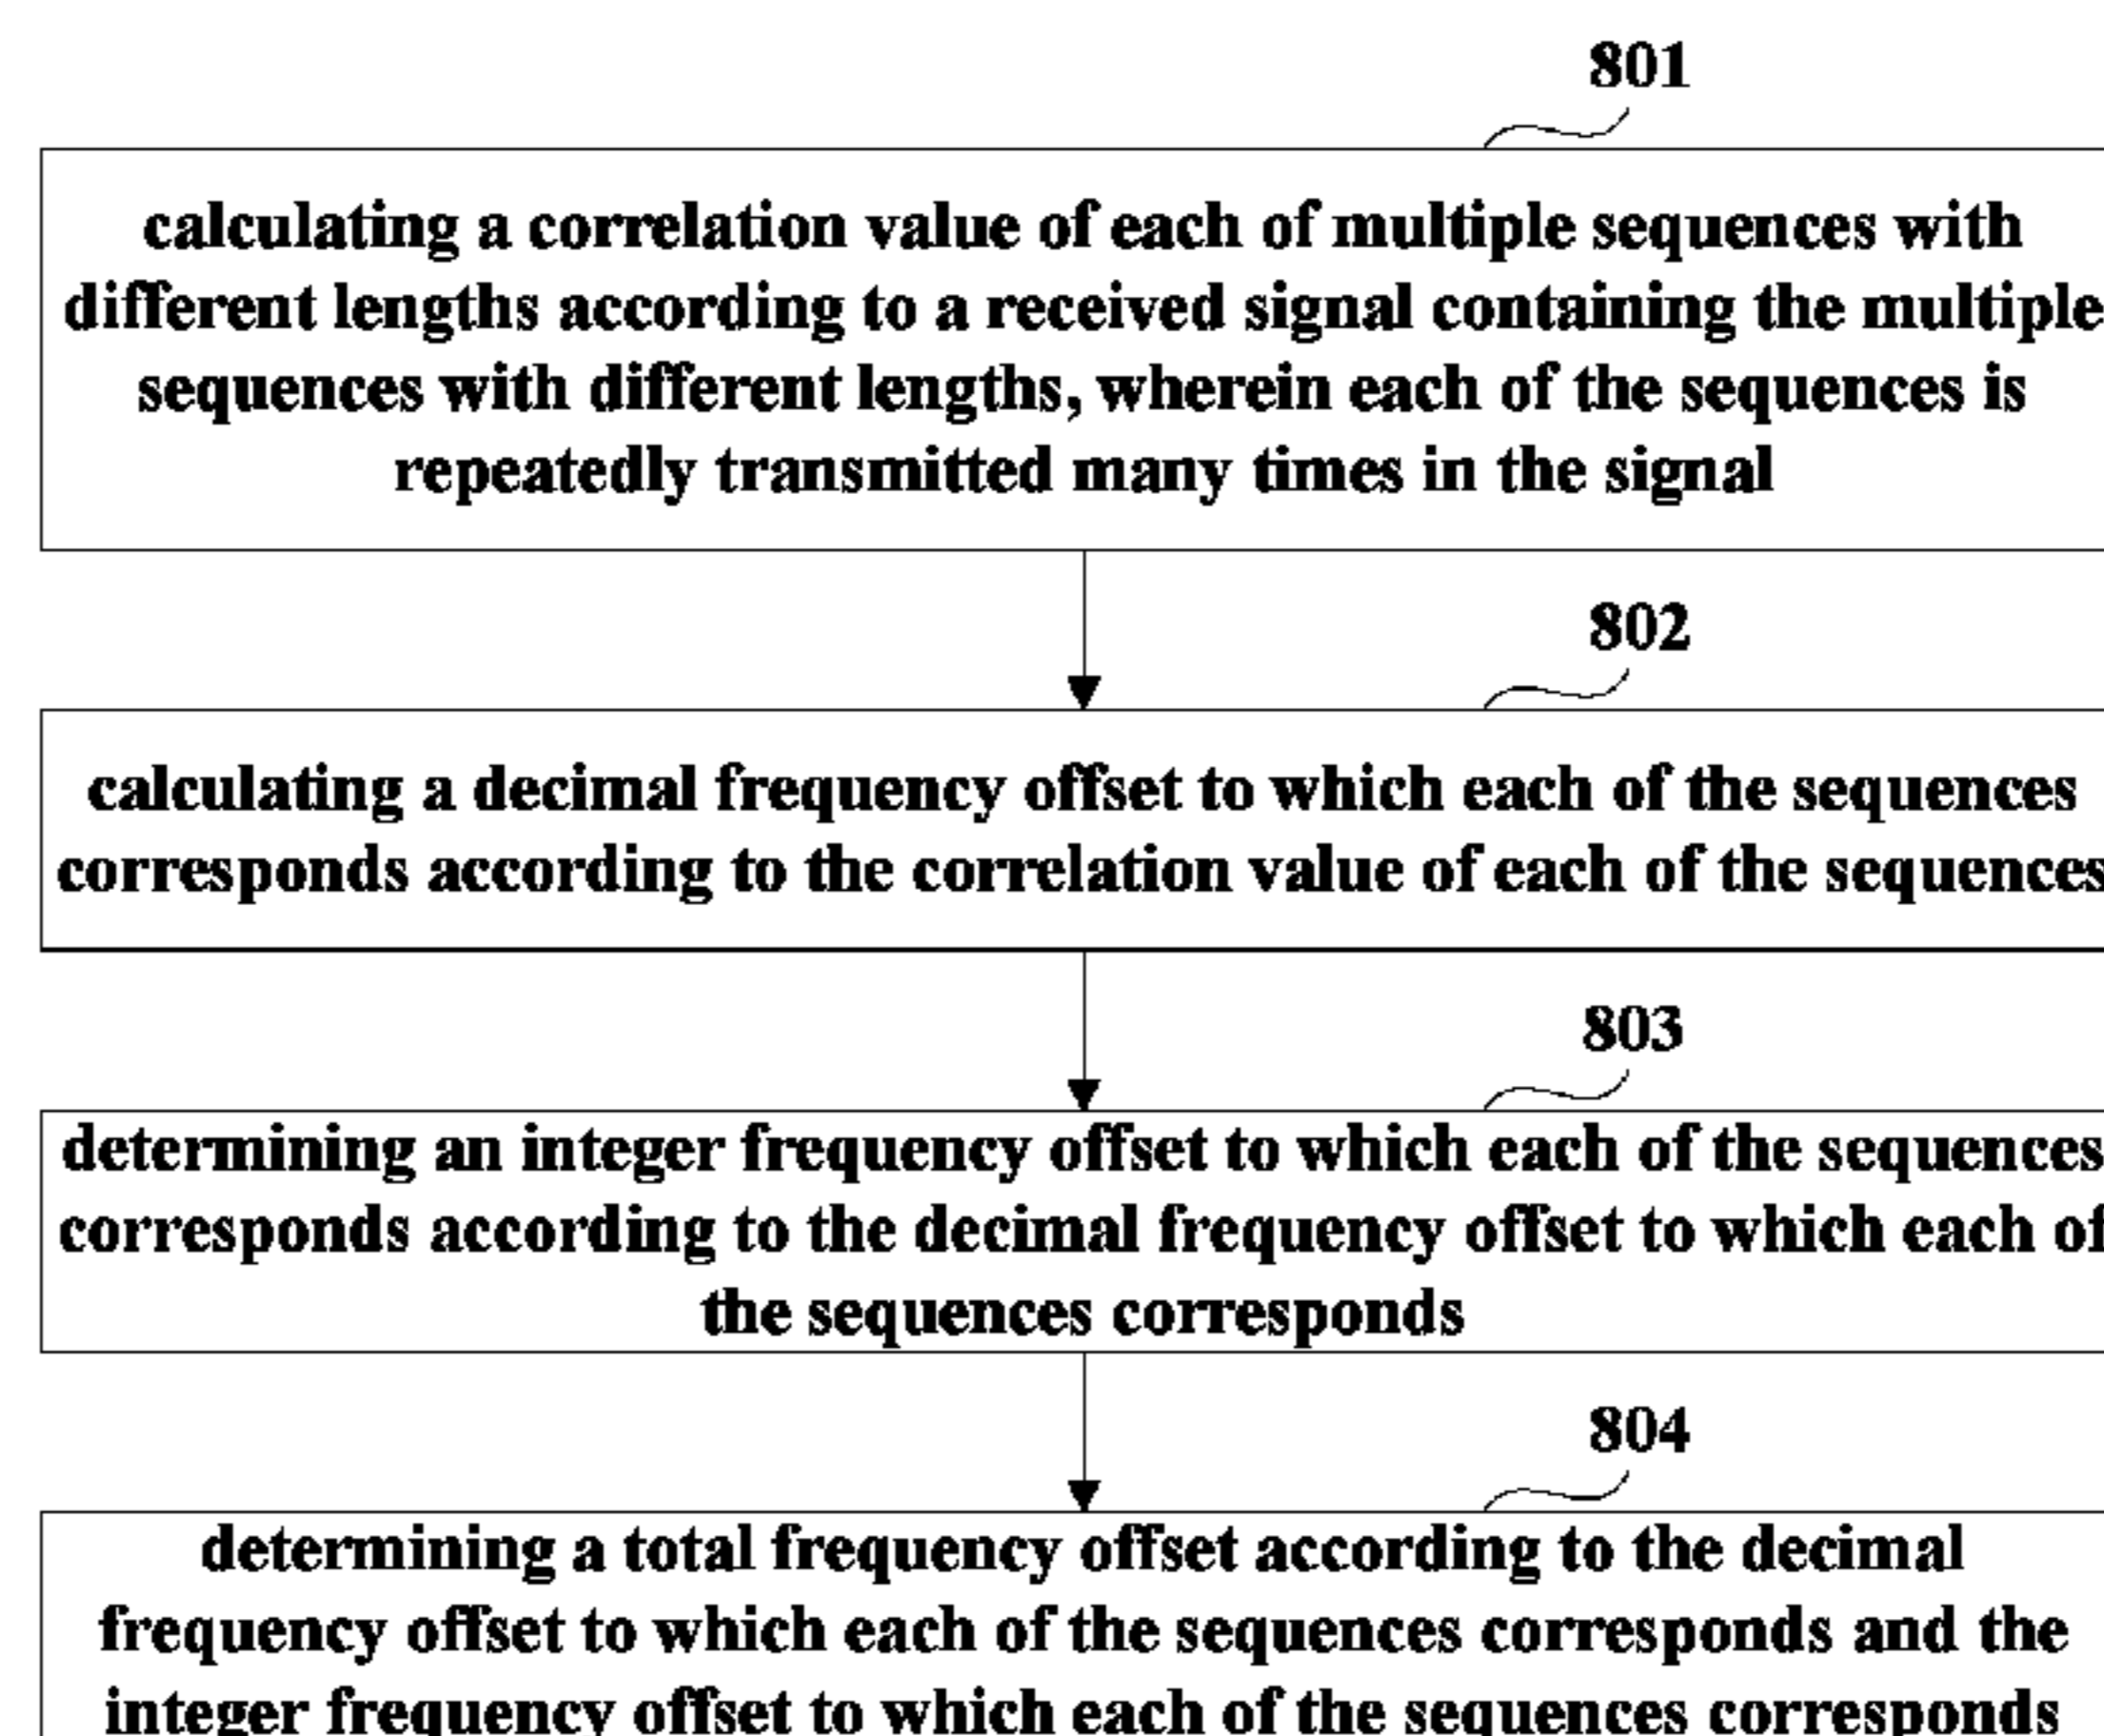 801
calculating a correlation value of each of multiple sequences with
different lengths according to a received signal containing the multiple
sequences with different lengths, wherein each of the sequences is
repeatedly transmitted many times in the signal
802
calculating a decimal frequency offset to which each of the sequences
corresponds according to the correlation value of each of the sequences
803
determining an integer frequency offset to which each of the sequences
corresponds according to the decimal frequency offset to which each of
the sequences corresponds
804
determining a total frequency offset according to the decimal
frequency offset to which each of the sequences corresponds and the
integer frequency offset to which each of the sequences corresponds